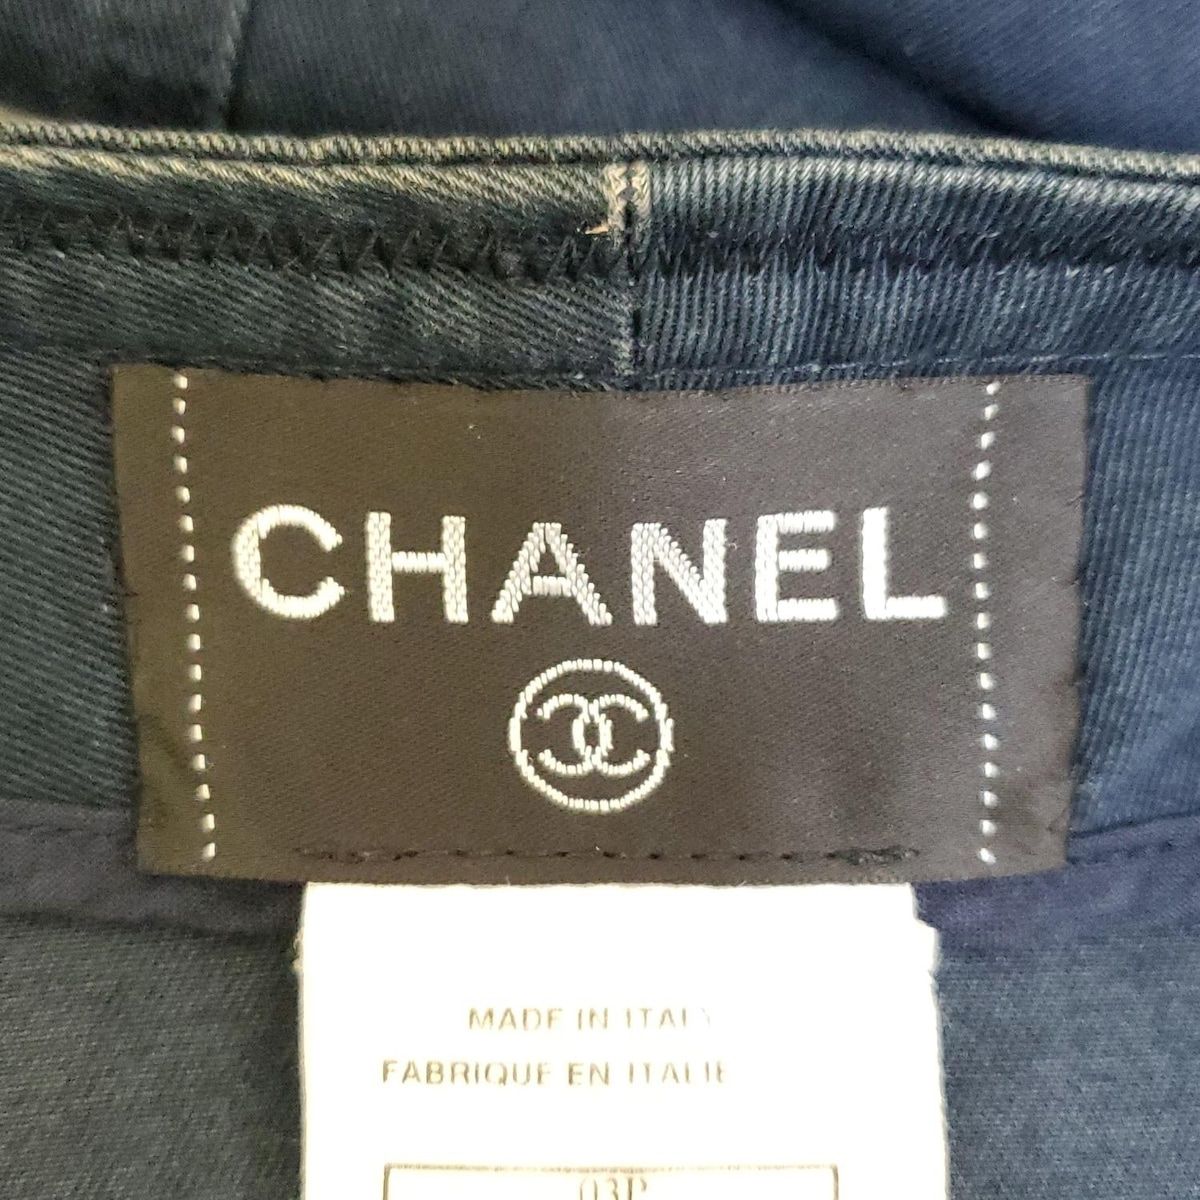 CHANEL
MADE IN ITALY
FABRIQUE EN ITALIE
03P